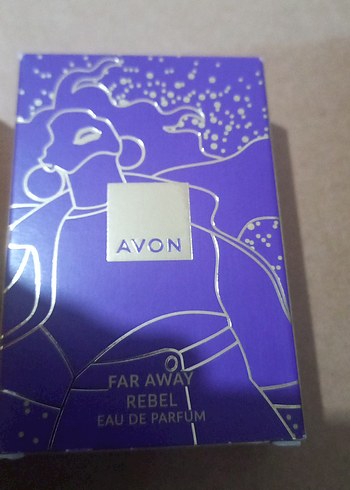 AVON
FAR AWAY
REBEL
EAU DE PARFUM